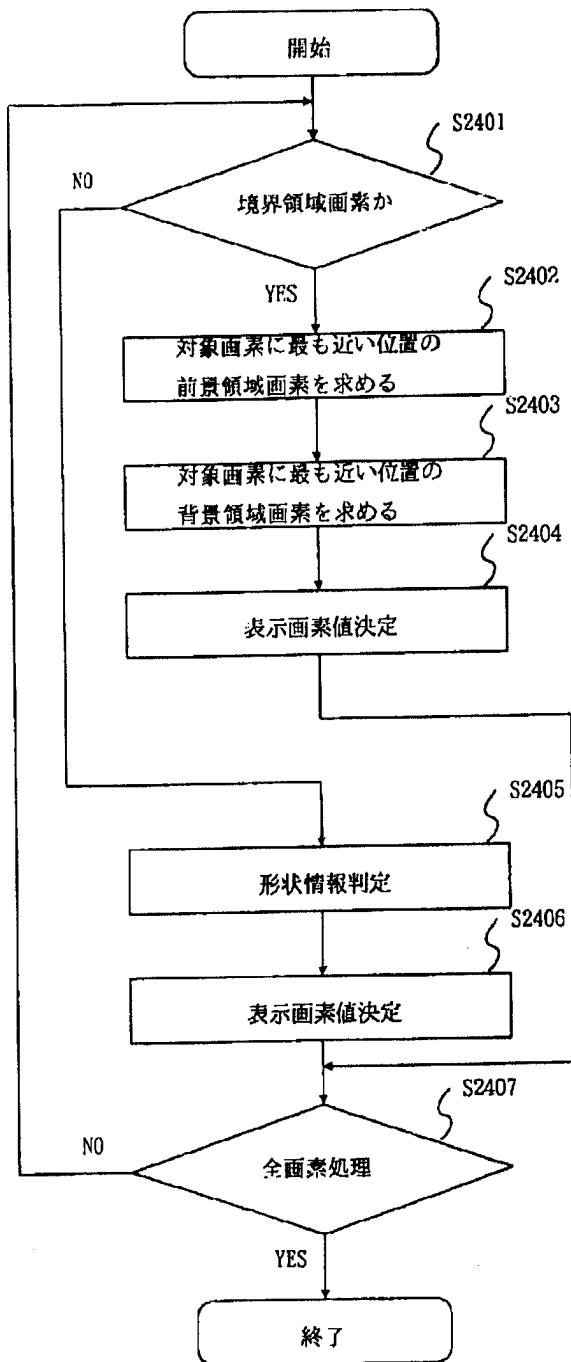 開始
S2401
NO
境界領域画素か
YES
S2402
対象画素に最も近い位置の
前景領域画素を求める
S2403
対象画素に最も近い位置の
背景領域画素を求める
S2404
表示画素値決定
S2405
形状情報判定
S2406
表示画素値決定
S2407
NO
全画素処理
YES
終了